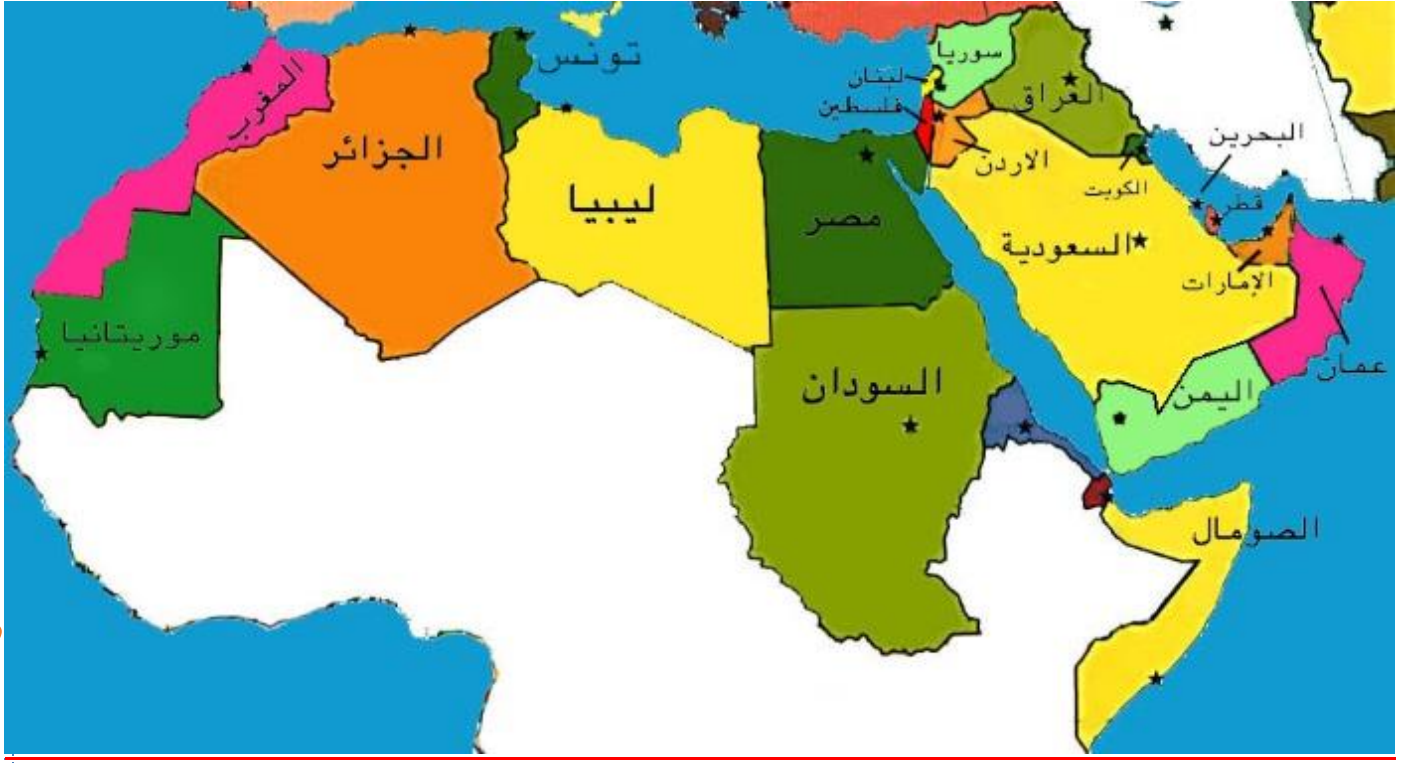 سوريا
تونس
المغرب
لبنان
العراق
فلسطين
البحرين
الجزائر
الاردن
الكويت
ليبيا
قطر
مصر
السعودية
الإمارات
موريتانيا
عمان
السودان
اليمن
الصومال